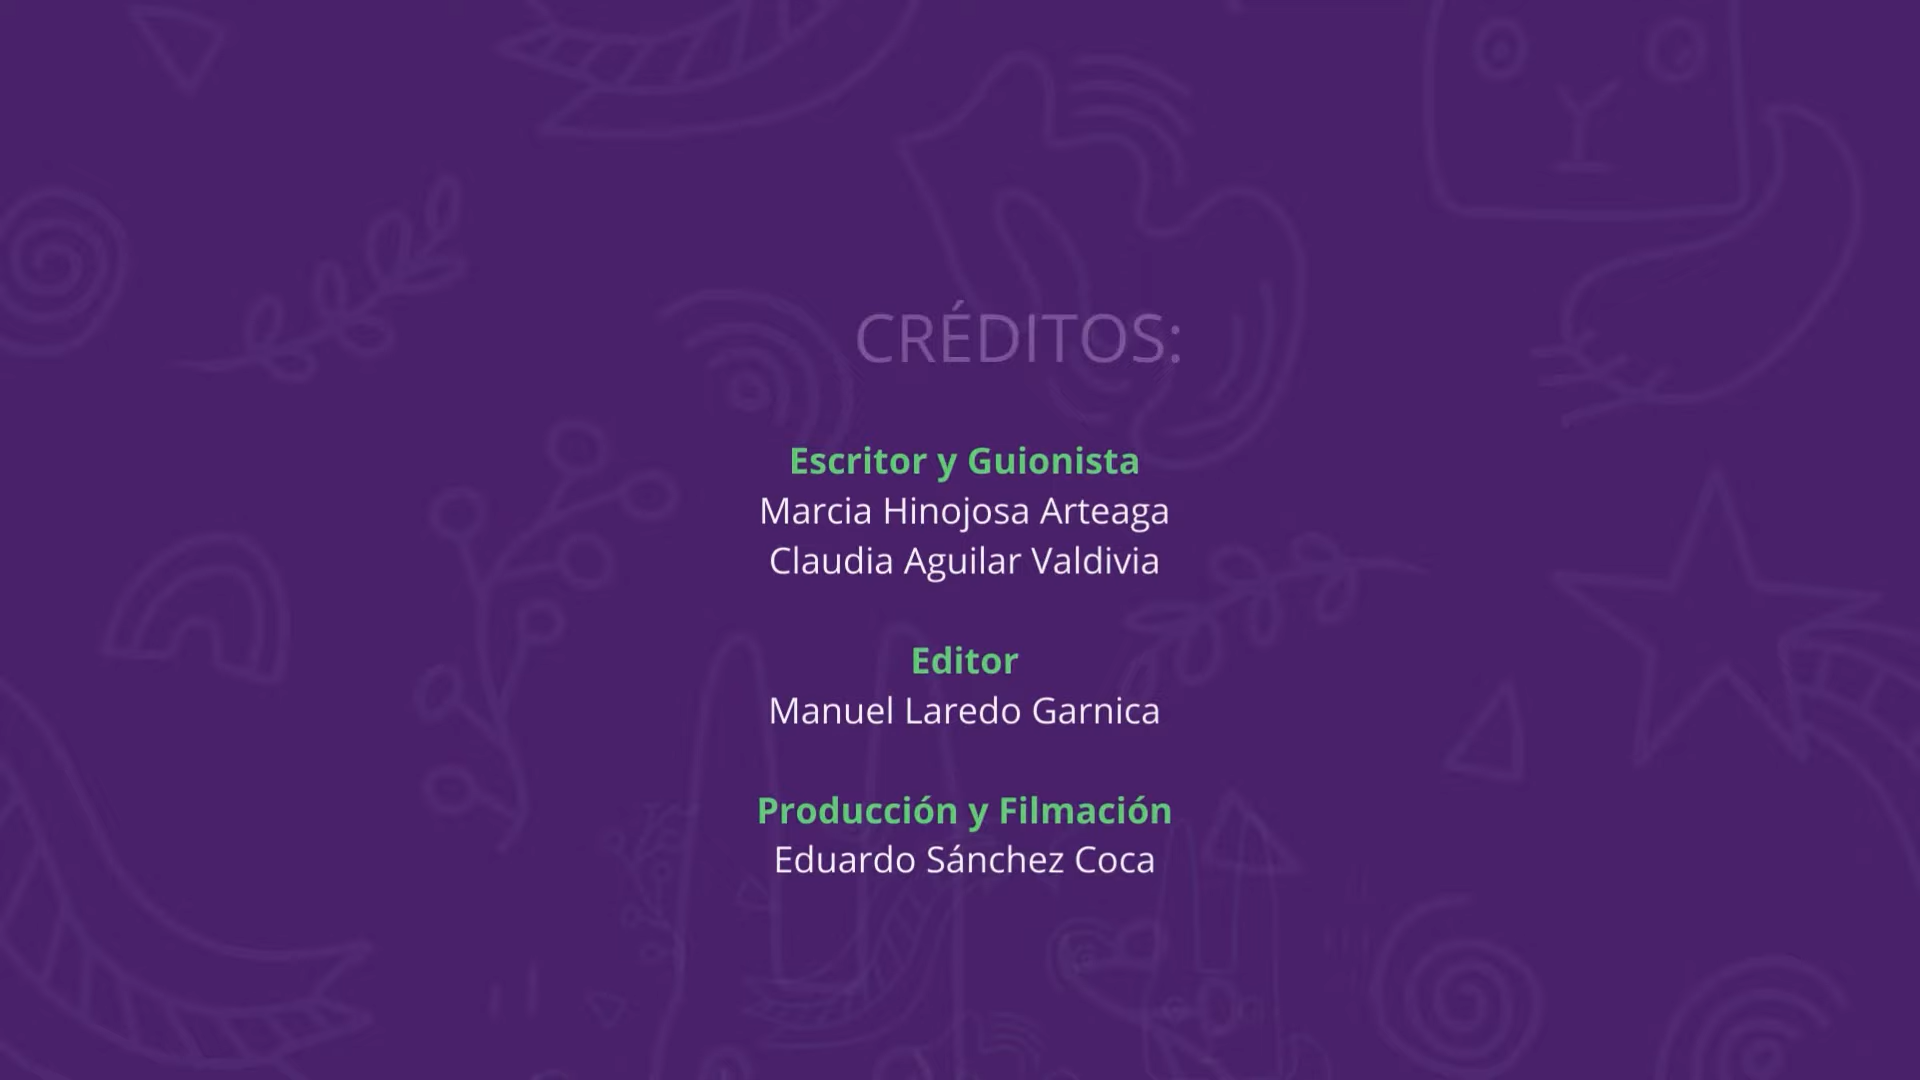 CRÉDITOS:
Escritor y Guionista
Marcia Hinojosa Arteaga
Claudia Aguilar Valdivia
Editor
Manuel Laredo Garnica
Producción y Filmación
Eduardo Sánchez Coca